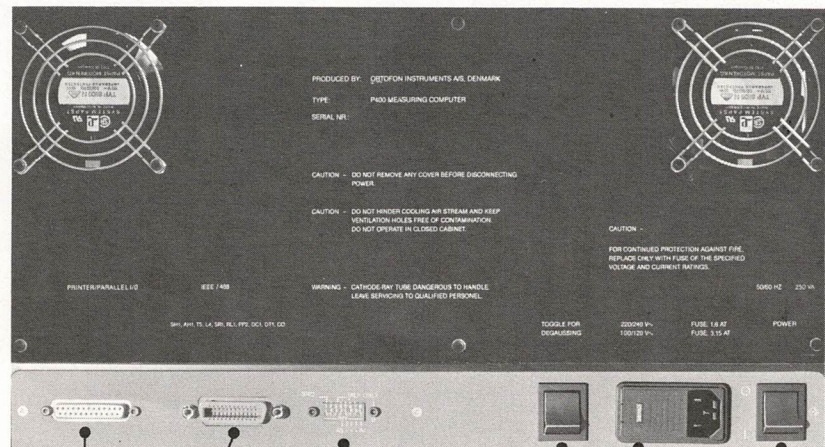 PRODUCED BY: ORTOFON INSTRUMENTS A/S, DENMARK
TYPE: P400 MEASURING COMPUTER
SERIAL NR.:
CAUTION - DO NOT REMOVE ANY COVER BEFORE DISCONNECTING
POWER.
CAUTION - DO NOT HINDER COOLING AIR STREAM AND KEEP
VENTILATION HOLES FREE OF CONTAMINATION.
DO NOT OPERATE IN CLOSED CABINET.
CAUTION -
FOR CONTINUED PROTECTION AGAINST FIRE,
REPLACE ONLY WITH FUSE OF THE SPECIFIED
VOLTAGE AND CURRENT RATINGS.
PRINTER/PARALLEL I/O
IEEE / 488
WARNING - CATHODE-RAY TUBE DANGEROUS TO HANDLE.
LEAVE SERVICING TO QUALIFIED PERSONEL.
50/60 HZ 250 VA
SH1, AH1, T5, L4, SR1, RL1, PP2, DC1, DT1, C0
TOGGLE FOR
DEGAUSSING
220/240 V~ FUSE: 1.6 AT
100/120 V~ FUSE: 3.15 AT
POWER